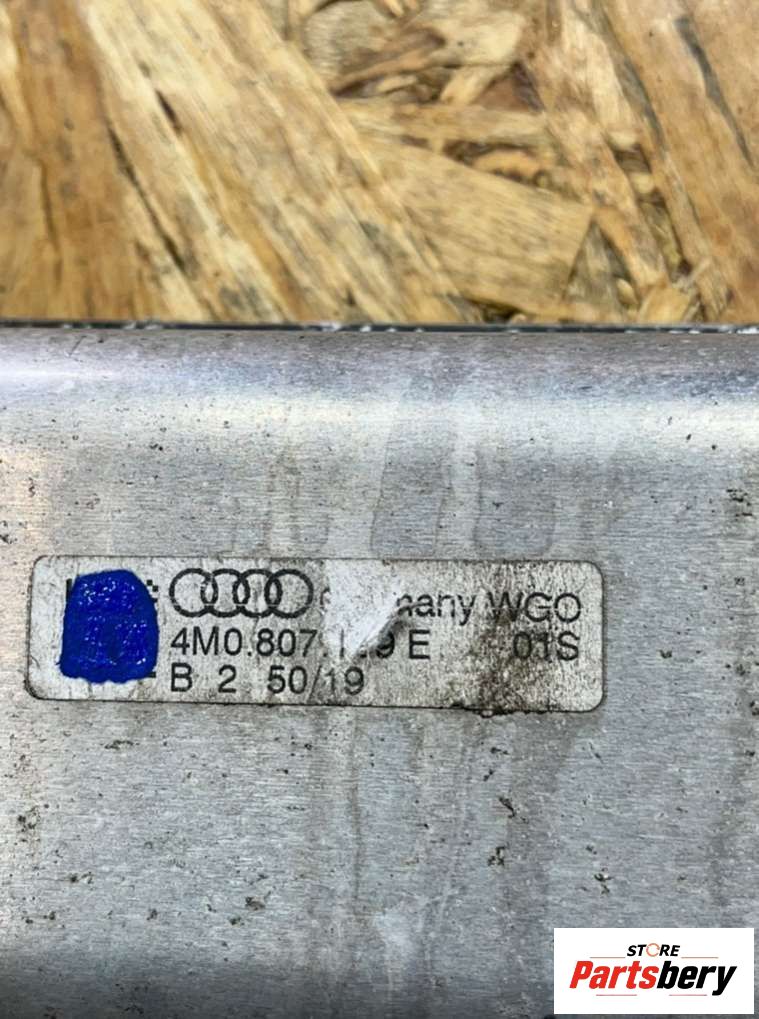 WGO
4M0.807. E 01S
B 2 50/19
STORE
Partsbery